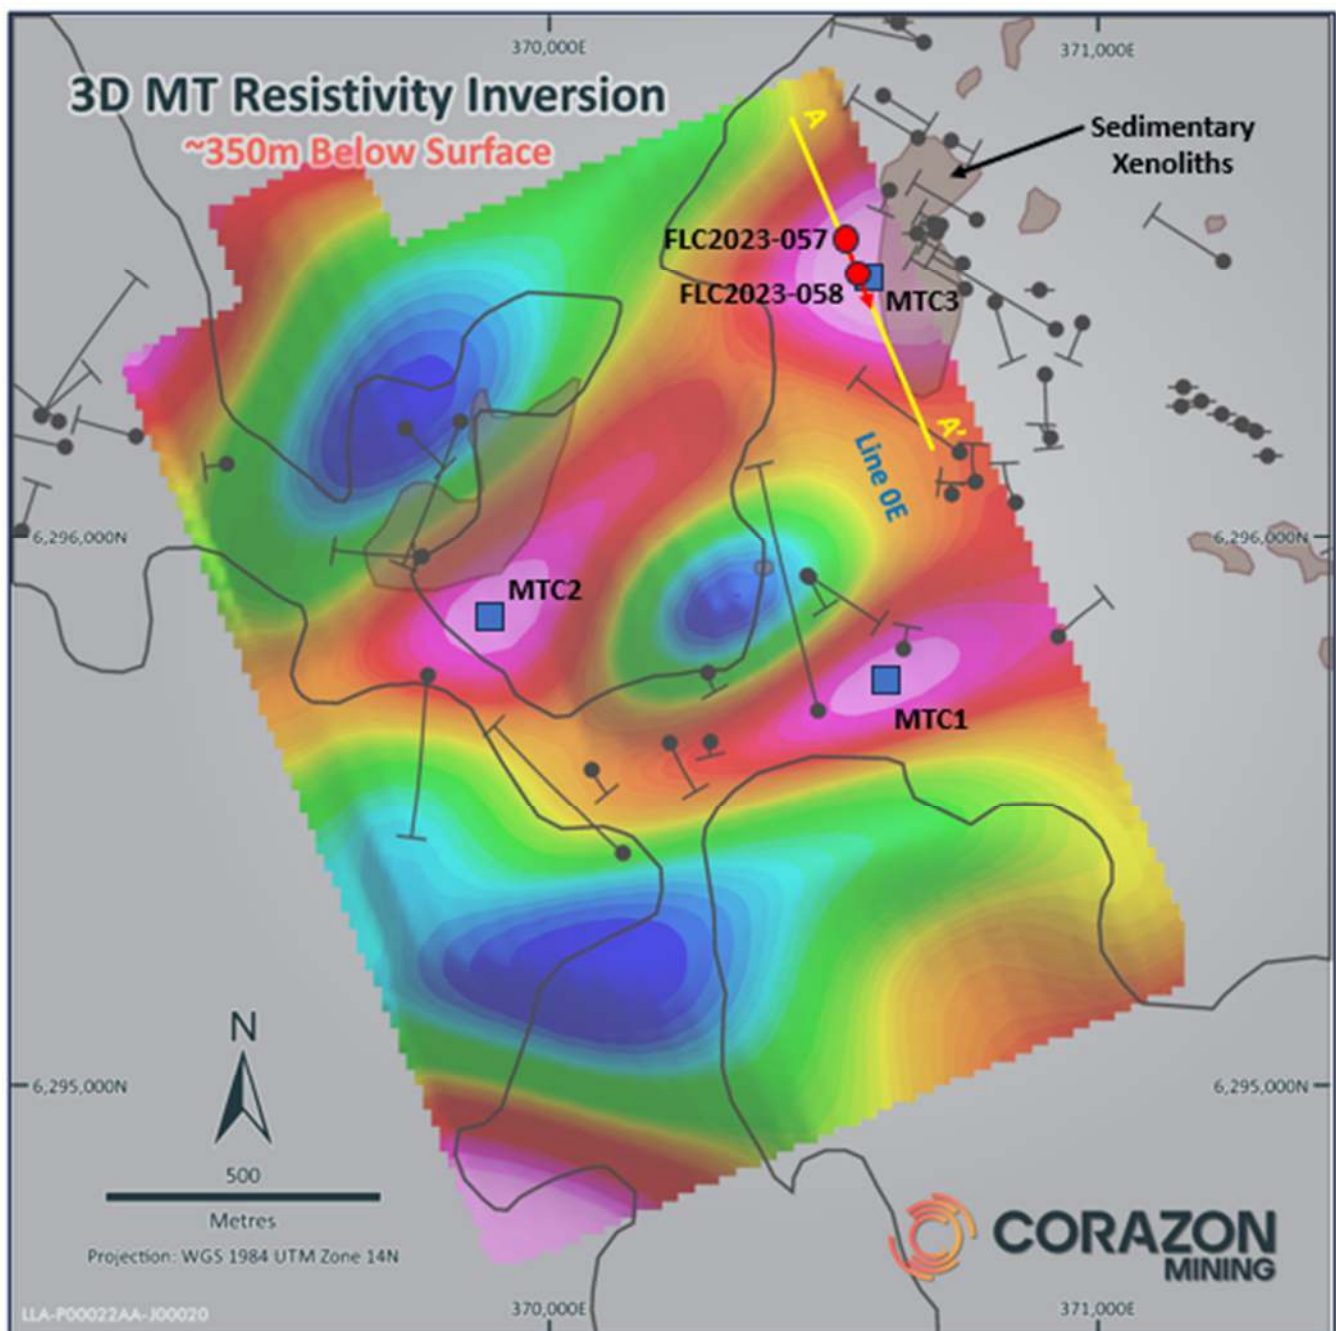 370,000E
371,000E
3D MT Resistivity Inversion
~350m Below Surface
A
Sedimentary
Xenoliths
FLC2023-057
FLC2023-058
MTC3
A'
Line 0E
6,296,000N
6,296,000N
MTC2
MTC1
N
6,295,000N
6,295,000N
500
Metres
Projection: WGS 1984 UTM Zone 14N
CORAZON
MINING
LLA-P00022AA-J00020
370,000E
371,000E